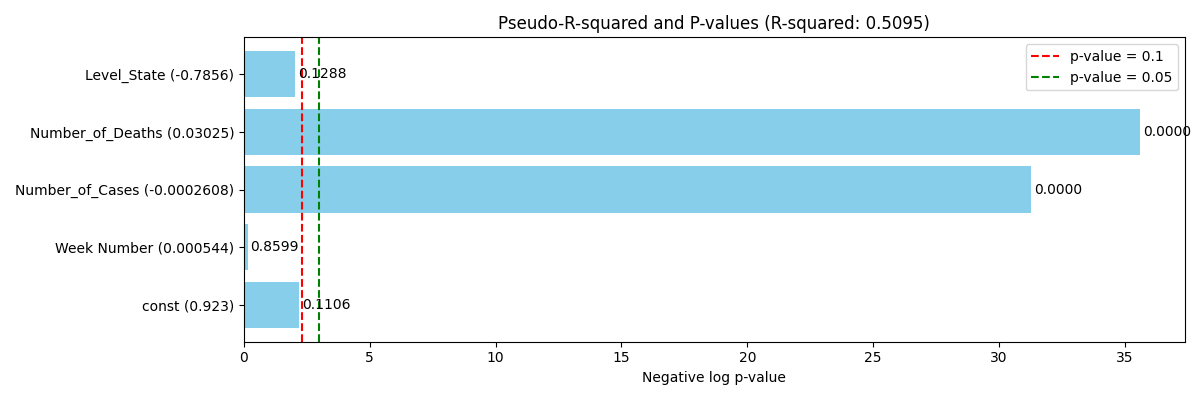 Pseudo-R-squared and P-values (R-squared: 0.5095)
p-value = 0.1
p-value = 0.05
Level_State (-0.7856)
0.1288
Number_of_Deaths (0.03025)
0.0000
Number_of_Cases (-0.0002608)
0.0000
Week Number (0.000544)
0.8599
const (0.923)
0.1106
0 5 10 15 20 25 30 35
Negative log p-value